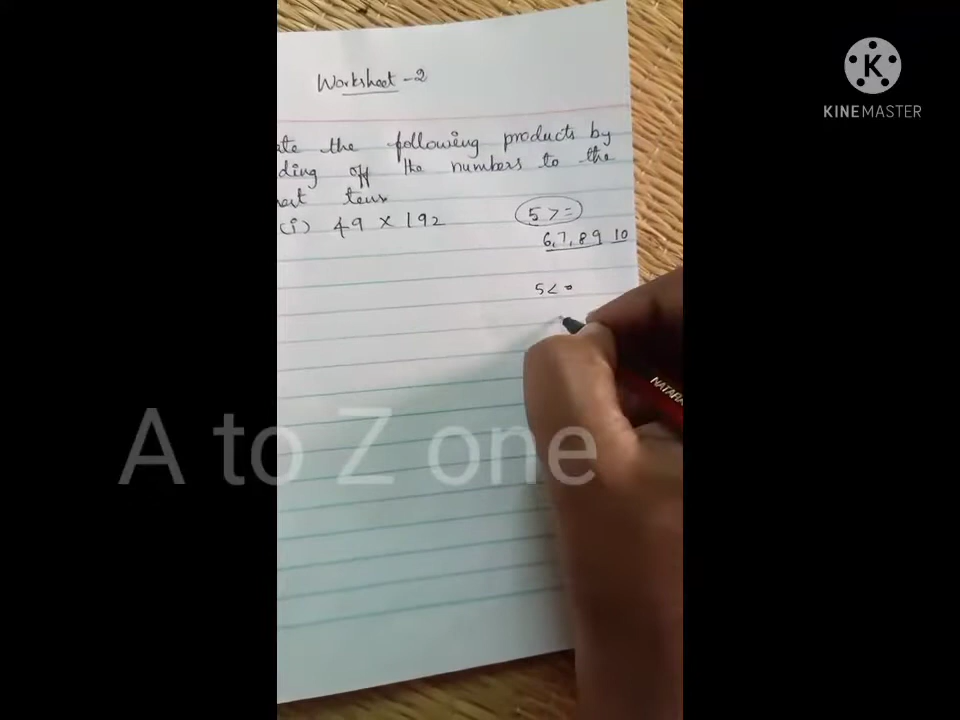 Worksheet - 2
ate the following products by
ding off the numbers to the
tens
(i) 49 × 192
5 > =
6, 7, 8 9 10
5 <
NATARA
A to Z one
K
KINEMASTER